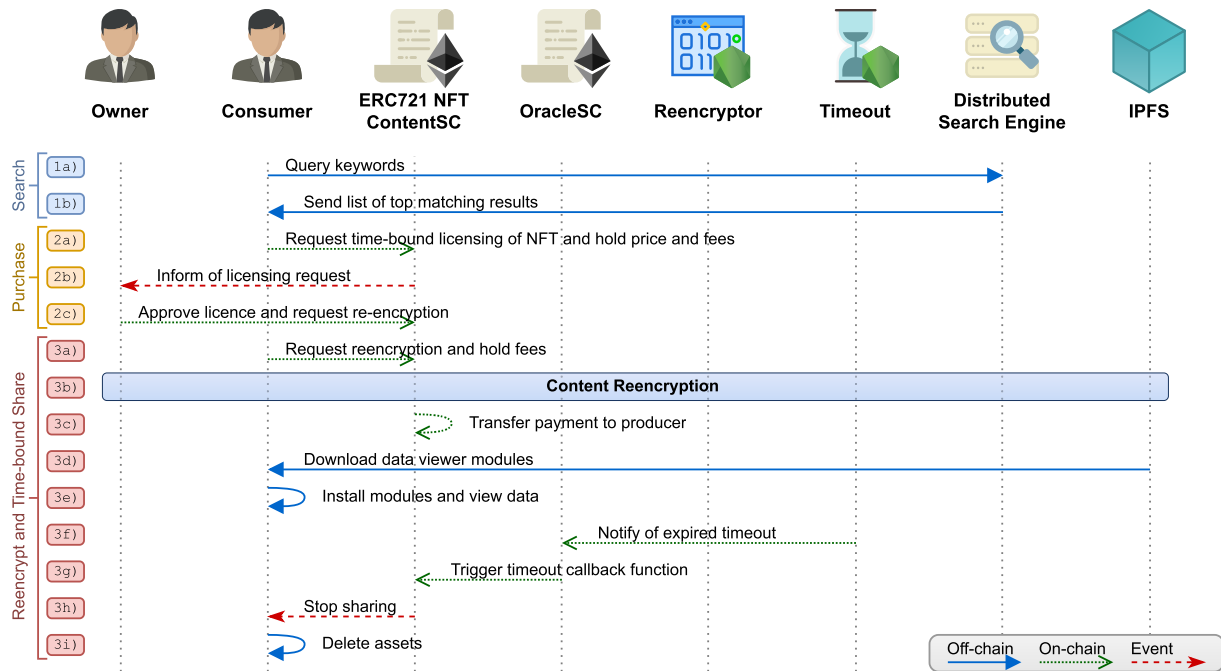 Owner
Consumer
ERC721 NFT
ContentSC
OracleSC
Reencryptor
Timeout
Distributed
Search Engine
IPFS
0101
011
Search
1a) Query keywords
1b) Send list of top matching results
Purchase
2a) Request time-bound licensing of NFT and hold price and fees
2b) Inform of licensing request
2c) Approve licence and request re-encryption
Reencrypt and Time-bound Share
3a) Request reencryption and hold fees
3b) Content Reencryption
3c) Transfer payment to producer
3d) Download data viewer modules
3e) Install modules and view data
3f) Notify of expired timeout
3g) Trigger timeout callback function
3h) Stop sharing
3i) Delete assets
Off-chain On-chain Event